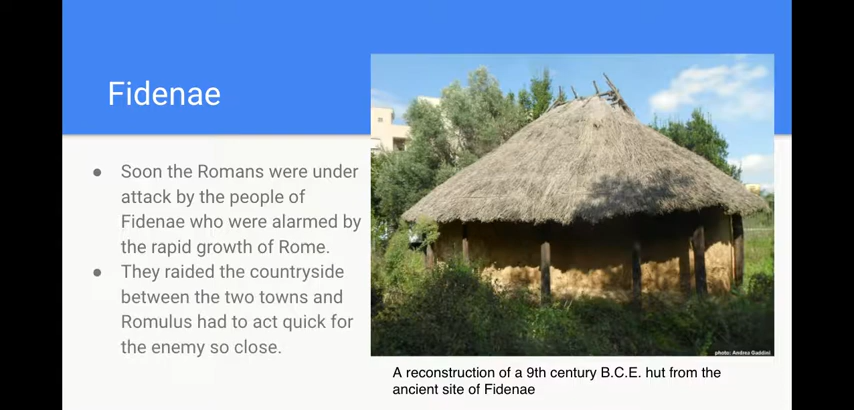 Fidenae
● Soon the Romans were under
attack by the people of
Fidenae who were alarmed by
the rapid growth of Rome.
● They raided the countryside
between the two towns and
Romulus had to act quick for
the enemy so close.
photo: Andrea Gaddini
A reconstruction of a 9th century B.C.E. hut from the
ancient site of Fidenae